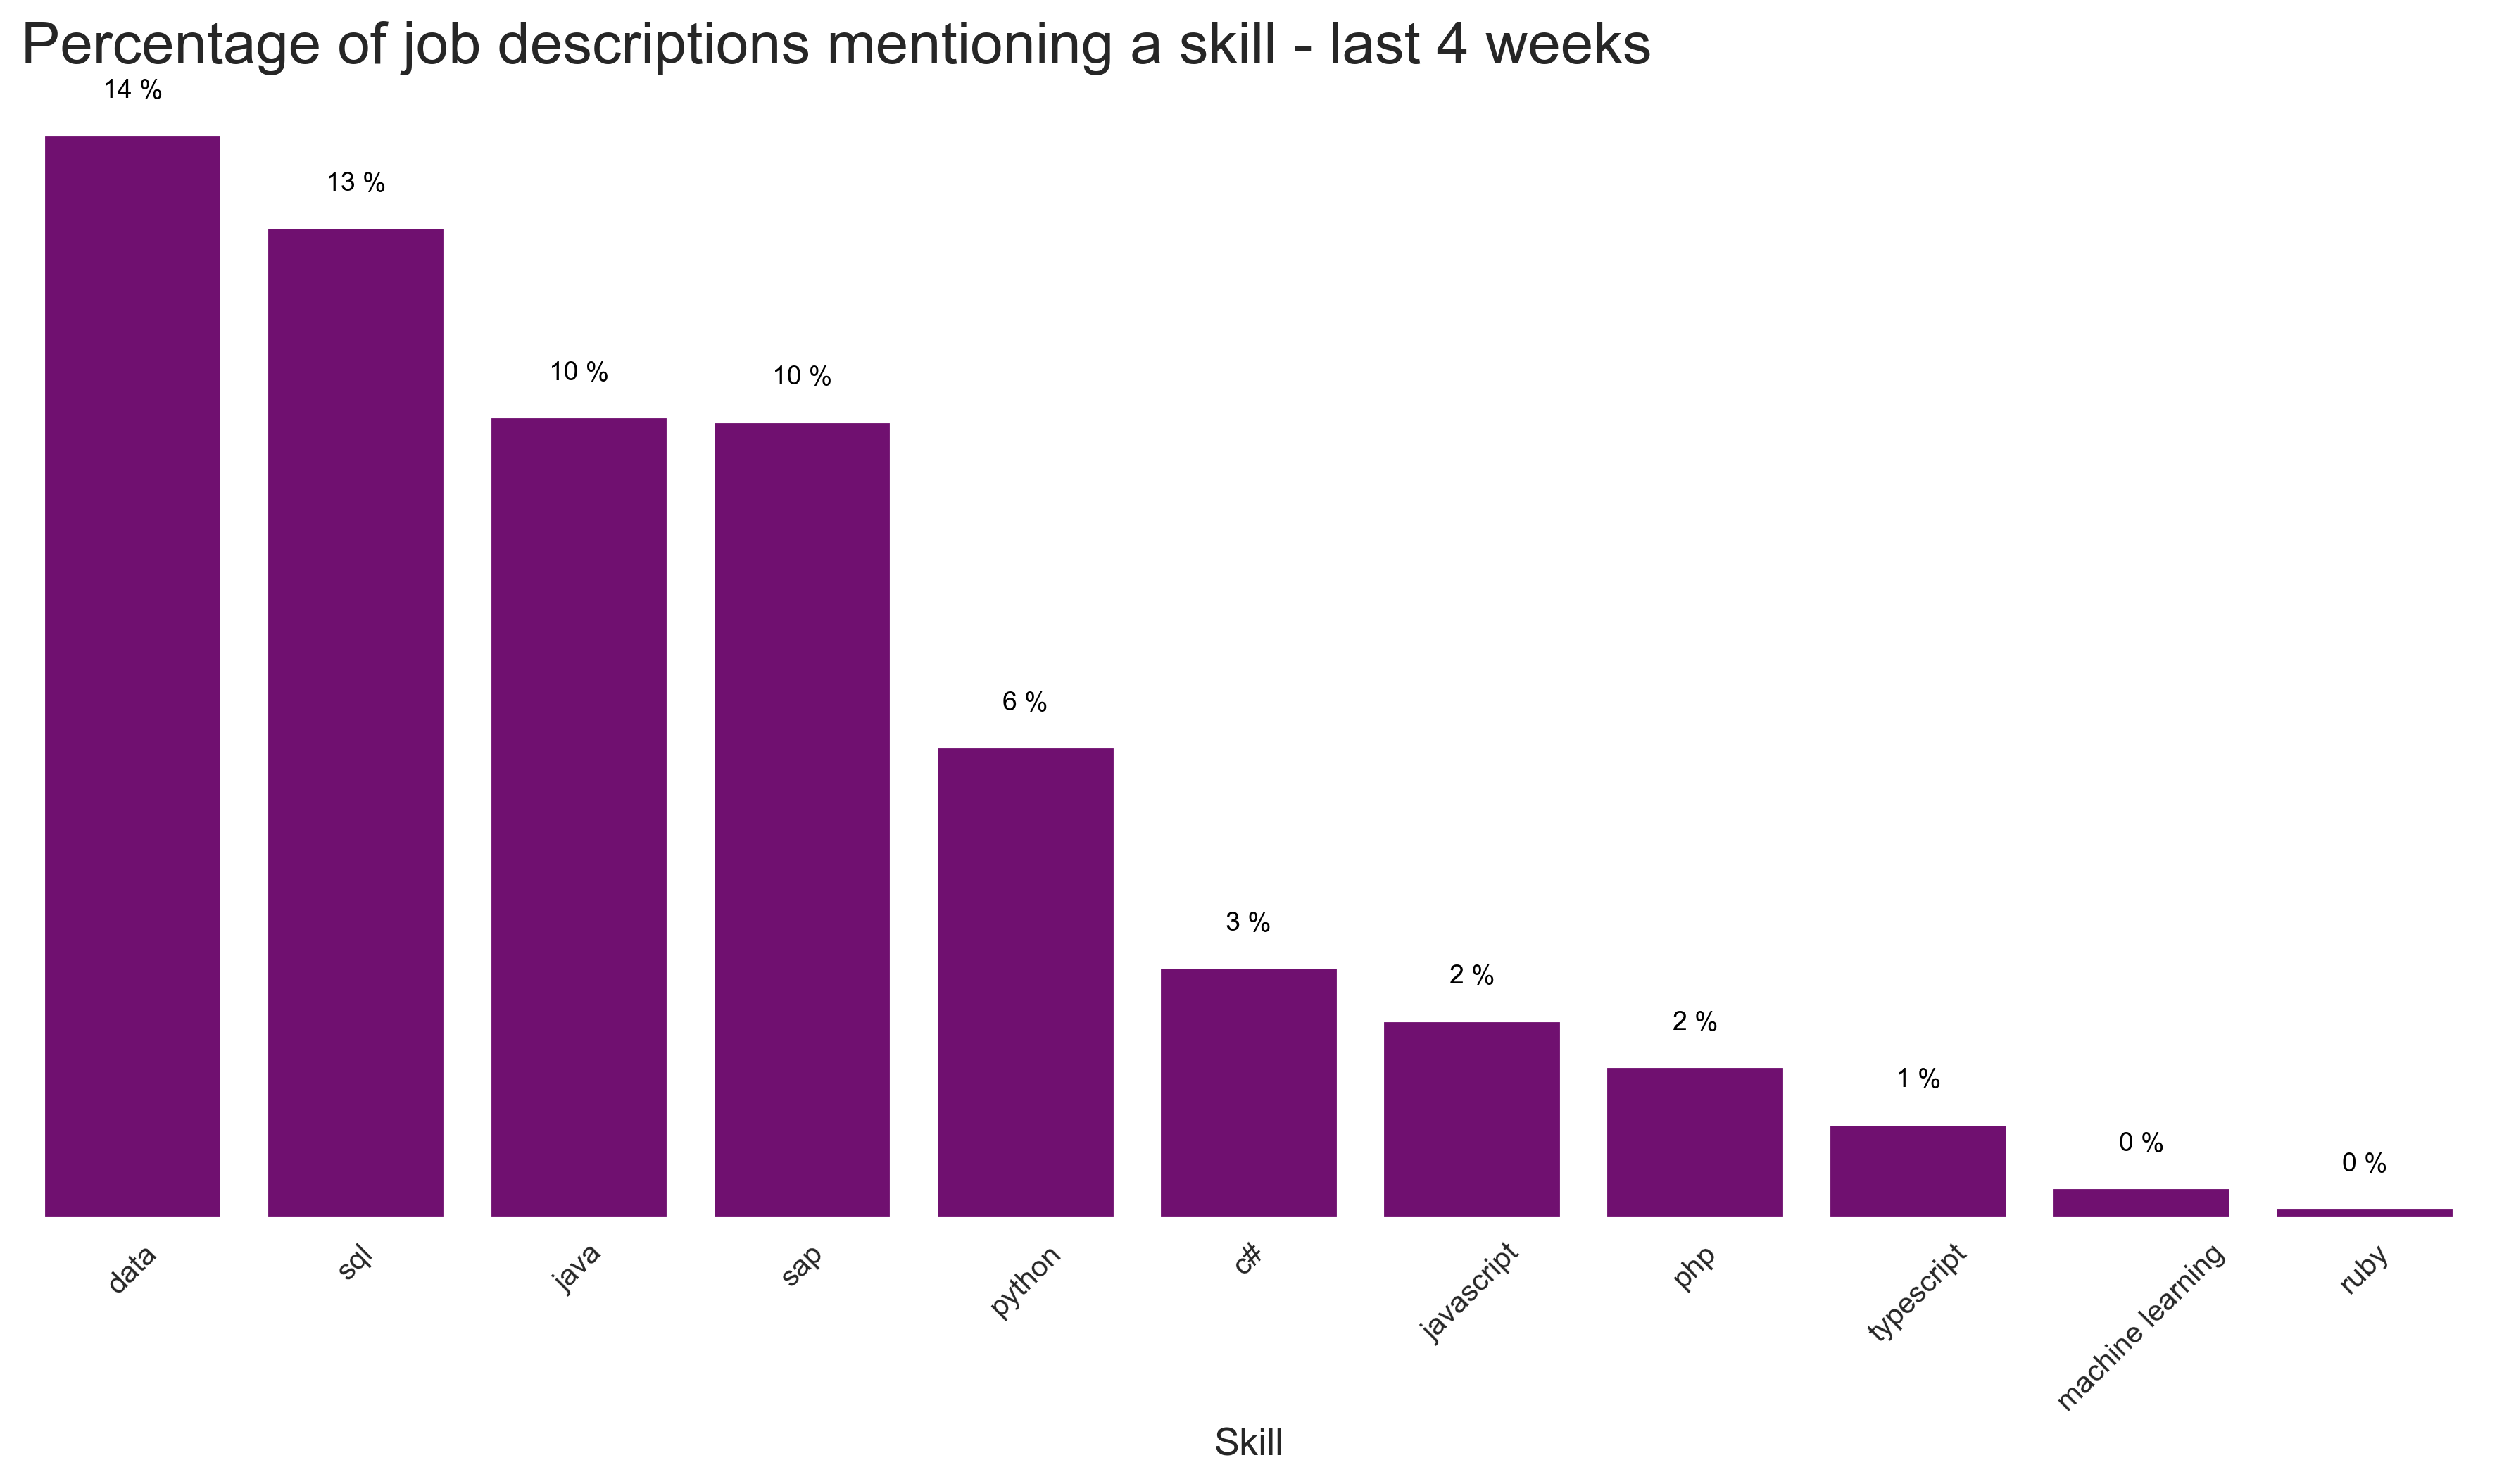 Percentage of job descriptions mentioning a skill - last 4 weeks
14 %
13 %
10 %
10 %
6 %
3 %
2 %
2 %
1 %
0 %
0 %
data
sql
java
sap
python
c#
javascript
php
typescript
machine learning
ruby
Skill